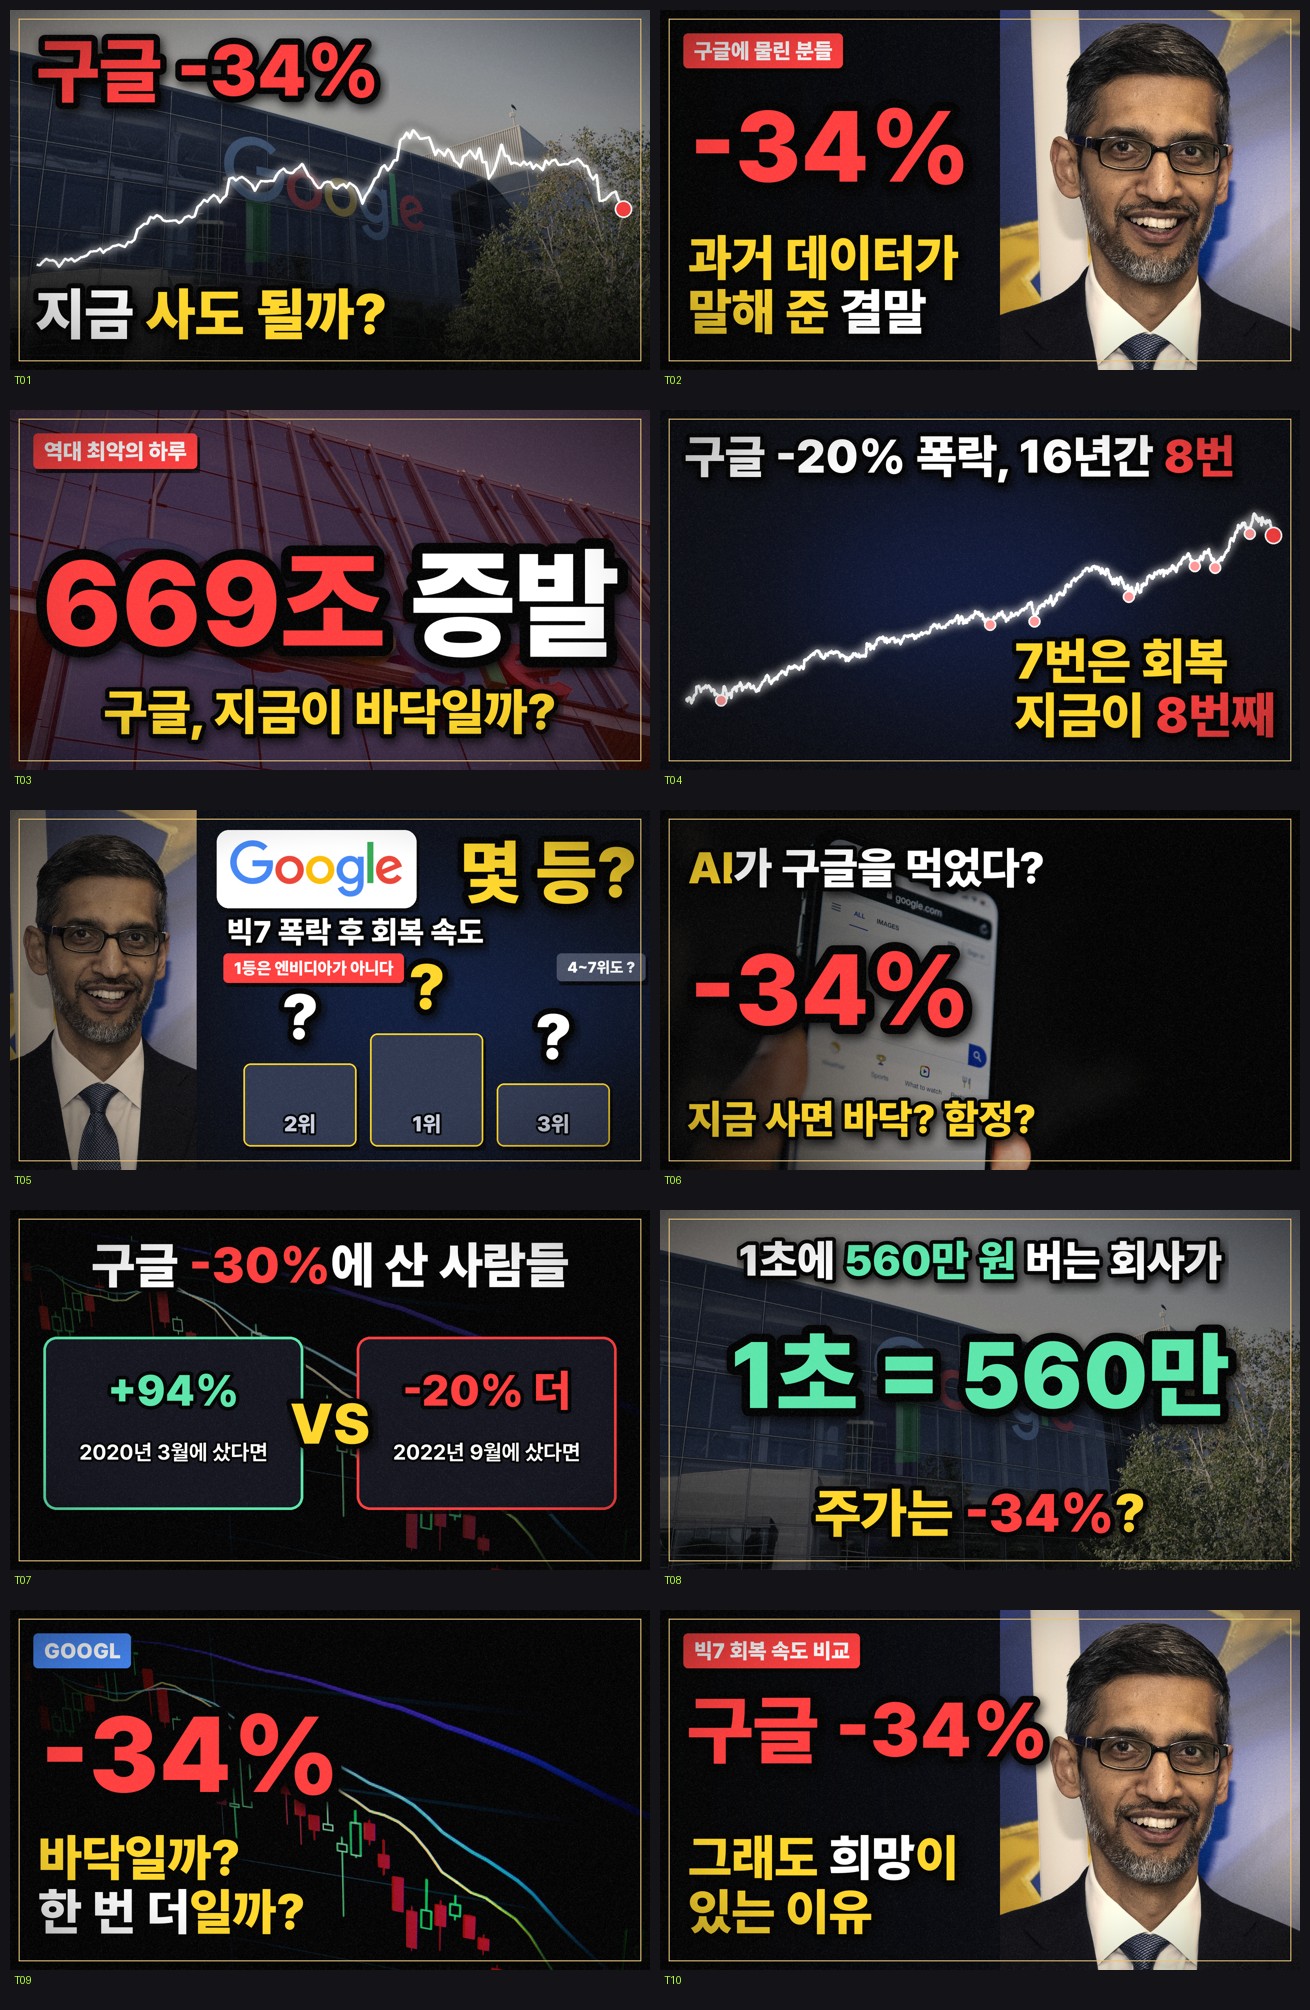 구글 -34%
Google
지금 사도 될까?
T01
구글에 물린 분들
-34%
과거 데이터가
말해 준 결말
T02
역대 최악의 하루
669조 증발
구글, 지금이 바닥일까?
T03
구글 -20% 폭락, 16년간 8번
7번은 회복
지금이 8번째
T04
Google 몇 등?
빅7 폭락 후 회복 속도
1등은 엔비디아가 아니다
4~7위도 ?
?
?
?
2위
1위
3위
T05
AI가 구글을 먹었다?
google.com
ALL IMAGES
-34%
Sports
What to watch
지금 사면 바닥? 함정?
T06
구글 -30%에 산 사람들
+94%
2020년 3월에 샀다면
VS
-20% 더
2022년 9월에 샀다면
T07
1초에 560만 원 버는 회사가
1초 = 560만
주가는 -34%?
T08
GOOGL
-34%
바닥일까?
한 번 더일까?
T09
빅7 회복 속도 비교
구글 -34%
그래도 희망이
있는 이유
T10